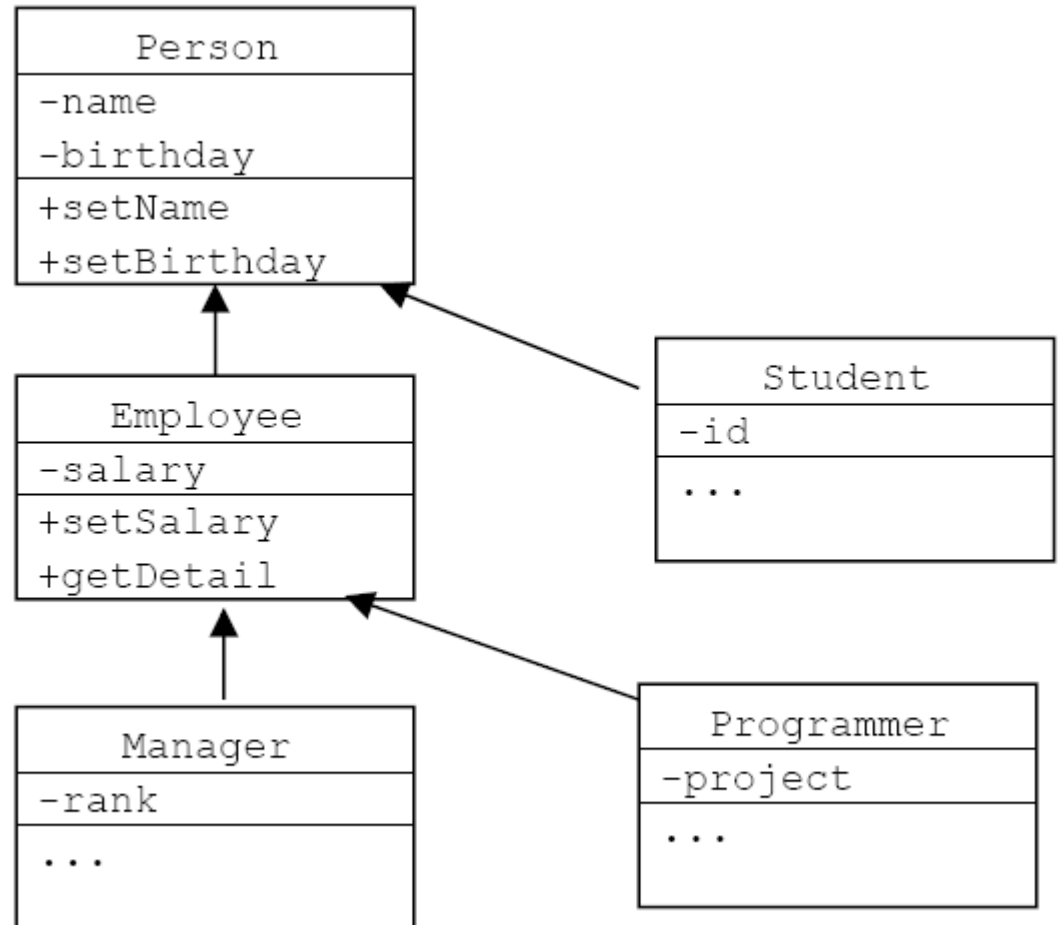 Person
-name
-birthday
+setName
+setBirthday
Employee
-salary
+setSalary
+getDetail
Student
-id
...
Manager
-rank
...
Programmer
-project
...